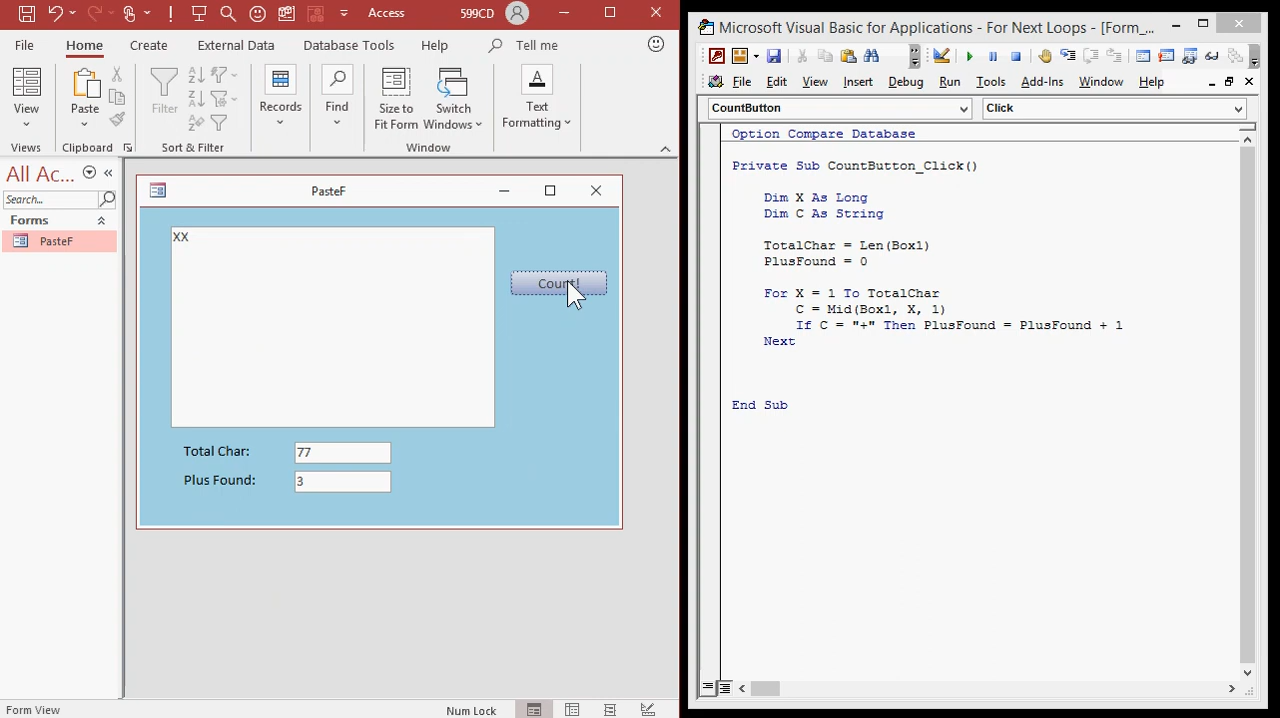 Access
599CD
File
Home
Create
External Data
Database Tools
Help
Tell me
View
Paste
Filter
Records
Find
Size to
Fit Form
Switch
Windows
Text
Formatting
Views
Clipboard
Sort & Filter
Window
All Ac...
Search...
Forms
PasteF
PasteF
XX
Count!
Total Char:
77
Plus Found:
3
Form View
Num Lock
Microsoft Visual Basic for Applications - For Next Loops - [Form_...
File
Edit
View
Insert
Debug
Run
Tools
Add-Ins
Window
Help
CountButton
Click
Option Compare Database
Private Sub CountButton_Click()
Dim X As Long
Dim C As String
TotalChar = Len(Box1)
PlusFound = 0
For X = 1 To TotalChar
C = Mid(Box1, X, 1)
If C = "+" Then PlusFound = PlusFound + 1
Next
End Sub